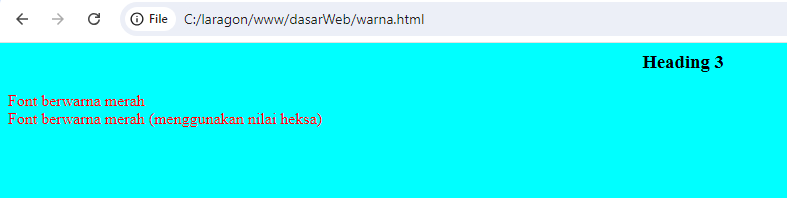 File C:/laragon/www/dasarWeb/warna.html
Heading 3
Font berwarna merah
Font berwarna merah (menggunakan nilai heksa)